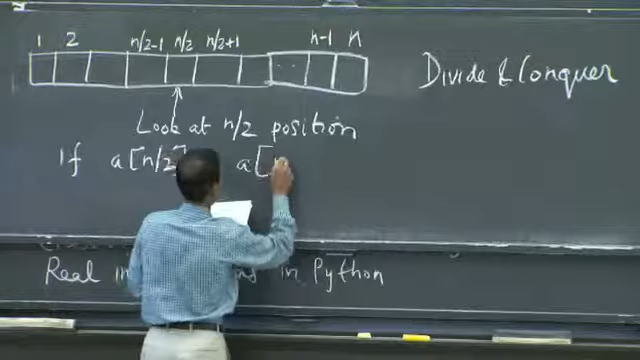 1 2 n/2-1 n/2 n/2+1 ... n-1 n
Divide & Conquer
Look at n/2 position
If a[n/2] a[
Real in Python